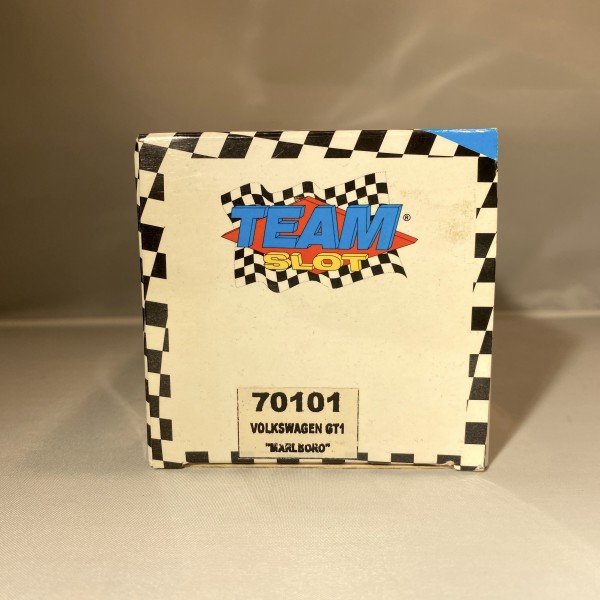 TEAM®
SLOT
70101
VOLKSWAGEN GT1
"MARLBORO"